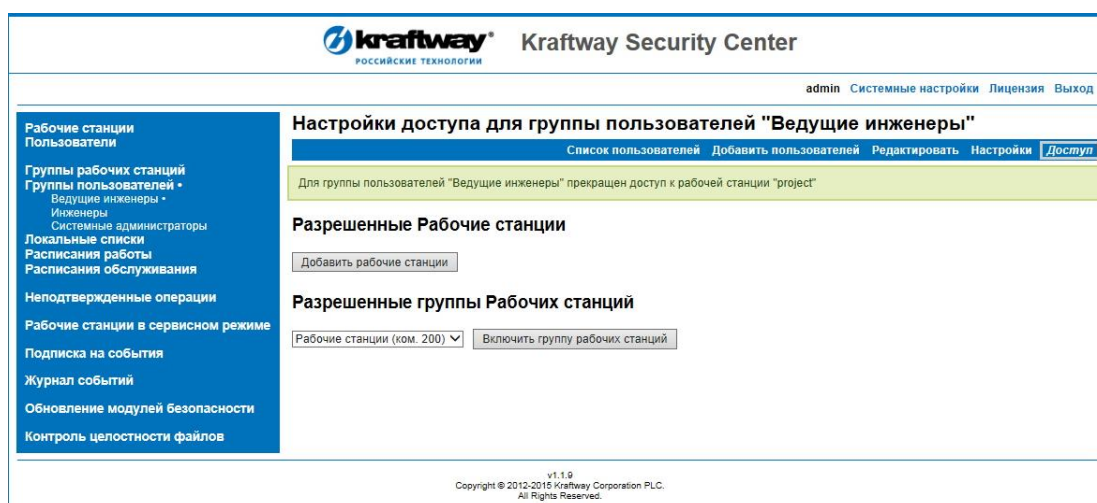 kraftway®
РОССИЙСКИЕ ТЕХНОЛОГИИ
Kraftway Security Center
admin Системные настройки Лицензия Выход
Рабочие станции
Пользователи
Группы рабочих станций
Группы пользователей •
Ведущие инженеры •
Инженеры
Системные администраторы
Локальные списки
Расписания работы
Расписания обслуживания
Неподтвержденные операции
Рабочие станции в сервисном режиме
Подписка на события
Журнал событий
Обновление модулей безопасности
Контроль целостности файлов
Настройки доступа для группы пользователей "Ведущие инженеры"
Список пользователей Добавить пользователей Редактировать Настройки Доступ
Для группы пользователей "Ведущие инженеры" прекращен доступ к рабочей станции "project"
Разрешенные Рабочие станции
Добавить рабочие станции
Разрешенные группы Рабочих станций
Рабочие станции (ком. 200) Включить группу рабочих станций
v1.1.9
Copyright © 2012-2015 Kraftway Corporation PLC.
All Rights Reserved.